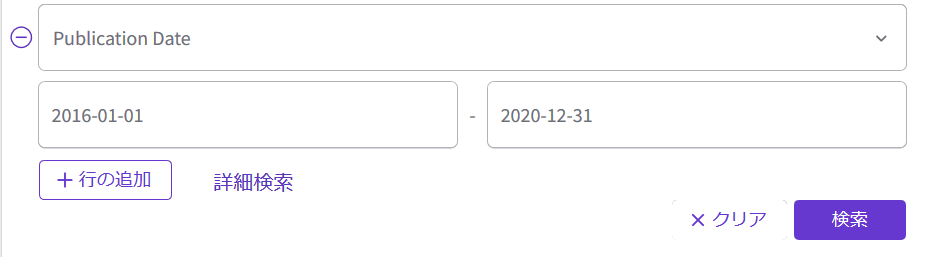 Publication Date
2016-01-01 - 2020-12-31
+ 行の追加 詳細検索
× クリア 検索